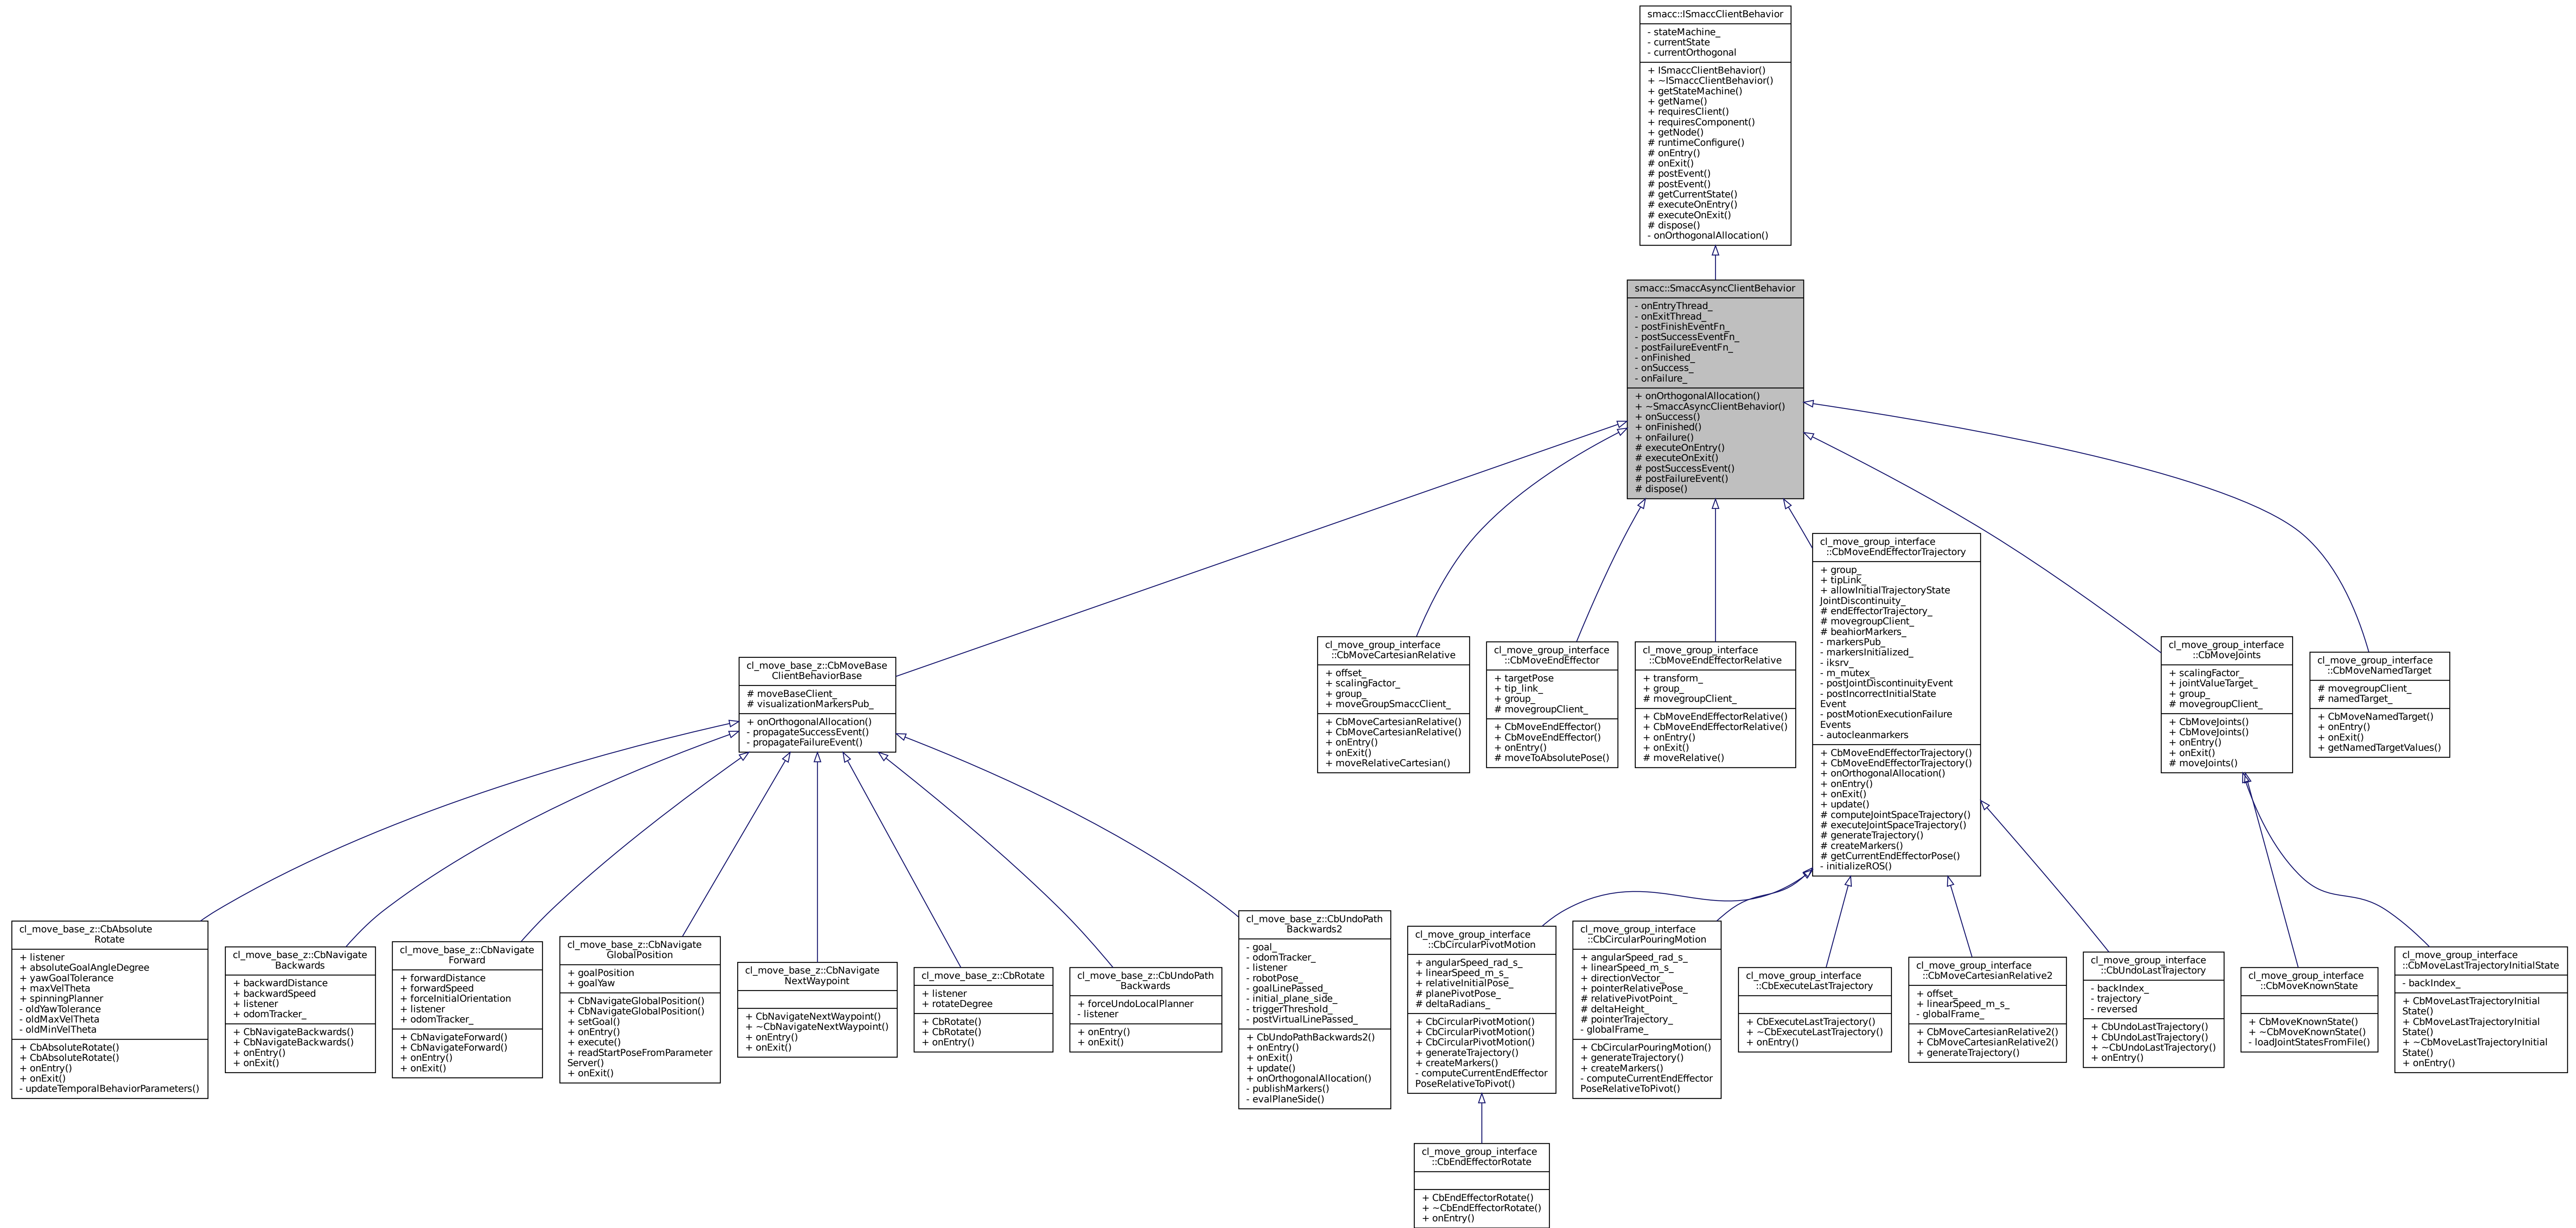 smacc::ISmaccClientBehavior
- stateMachine_
- currentState
- currentOrthogonal
+ ISmaccClientBehavior()
+ ~ISmaccClientBehavior()
+ getStateMachine()
+ getName()
+ requiresClient()
+ requiresComponent()
+ getNode()
# runtimeConfigure()
# onEntry()
# onExit()
# postEvent()
# postEvent()
# getCurrentState()
# executeOnEntry()
# executeOnExit()
# dispose()
- onOrthogonalAllocation()
smacc::SmaccAsyncClientBehavior
- onEntryThread_
- onExitThread_
- postFinishEventFn_
- postSuccessEventFn_
- postFailureEventFn_
- onFinished_
- onSuccess_
- onFailure_
+ onOrthogonalAllocation()
+ ~SmaccAsyncClientBehavior()
+ onSuccess()
+ onFinished()
+ onFailure()
# executeOnEntry()
# executeOnExit()
# postSuccessEvent()
# postFailureEvent()
# dispose()
cl_move_base_z::CbMoveBase
ClientBehaviorBase
# moveBaseClient_
# visualizationMarkersPub_
+ onOrthogonalAllocation()
- propagateSuccessEvent()
- propagateFailureEvent()
cl_move_group_interface
::CbMoveCartesianRelative
+ offset_
+ scalingFactor_
+ group_
+ moveGroupSmaccClient_
+ CbMoveCartesianRelative()
+ CbMoveCartesianRelative()
+ onEntry()
+ onExit()
+ moveRelativeCartesian()
cl_move_group_interface
::CbMoveEndEffector
+ targetPose
+ tip_link_
+ group_
# movegroupClient_
+ CbMoveEndEffector()
+ CbMoveEndEffector()
+ onEntry()
# moveToAbsolutePose()
cl_move_group_interface
::CbMoveEndEffectorRelative
+ transform_
+ group_
# movegroupClient_
+ CbMoveEndEffectorRelative()
+ CbMoveEndEffectorRelative()
+ onEntry()
+ onExit()
# moveRelative()
cl_move_group_interface
::CbMoveEndEffectorTrajectory
+ group_
+ tipLink_
+ allowInitialTrajectoryState
JointDiscontinuity_
# endEffectorTrajectory_
# movegroupClient_
# beahiorMarkers_
- markersPub_
- markersInitialized_
- iksrv_
- m_mutex_
- postJointDiscontinuityEvent
- postIncorrectInitialState
Event
- postMotionExecutionFailure
Events
- autocleanmarkers
+ CbMoveEndEffectorTrajectory()
+ CbMoveEndEffectorTrajectory()
+ onOrthogonalAllocation()
+ onEntry()
+ onExit()
+ update()
# computeJointSpaceTrajectory()
# executeJointSpaceTrajectory()
# generateTrajectory()
# createMarkers()
# getCurrentEndEffectorPose()
- initializeROS()
cl_move_group_interface
::CbMoveJoints
+ scalingFactor_
+ jointValueTarget_
+ group_
# movegroupClient_
+ CbMoveJoints()
+ CbMoveJoints()
+ onEntry()
+ onExit()
# moveJoints()
cl_move_group_interface
::CbMoveNamedTarget
# movegroupClient_
# namedTarget_
+ CbMoveNamedTarget()
+ onEntry()
+ onExit()
+ getNamedTargetValues()
cl_move_base_z::CbAbsolute
Rotate
+ listener
+ absoluteGoalAngleDegree
+ yawGoalTolerance
+ maxVelTheta
+ spinningPlanner
- oldYawTolerance
- oldMaxVelTheta
- oldMinVelTheta
+ CbAbsoluteRotate()
+ CbAbsoluteRotate()
+ onEntry()
+ onExit()
- updateTemporalBehaviorParameters()
cl_move_base_z::CbNavigate
Backwards
+ backwardDistance
+ backwardSpeed
+ listener
+ odomTracker_
+ CbNavigateBackwards()
+ CbNavigateBackwards()
+ onEntry()
+ onExit()
cl_move_base_z::CbNavigate
Forward
+ forwardDistance
+ forwardSpeed
+ forceInitialOrientation
+ listener
+ odomTracker_
+ CbNavigateForward()
+ CbNavigateForward()
+ onEntry()
+ onExit()
cl_move_base_z::CbNavigate
GlobalPosition
+ goalPosition
+ goalYaw
+ CbNavigateGlobalPosition()
+ CbNavigateGlobalPosition()
+ setGoal()
+ onEntry()
+ execute()
+ readStartPoseFromParameter
Server()
+ onExit()
cl_move_base_z::CbNavigate
NextWaypoint
+ CbNavigateNextWaypoint()
+ ~CbNavigateNextWaypoint()
+ onEntry()
+ onExit()
cl_move_base_z::CbRotate
+ listener
+ rotateDegree
+ CbRotate()
+ CbRotate()
+ onEntry()
cl_move_base_z::CbUndoPath
Backwards
+ forceUndoLocalPlanner
- listener
+ onEntry()
+ onExit()
cl_move_base_z::CbUndoPath
Backwards2
- goal_
- odomTracker_
- listener
- robotPose_
- goalLinePassed_
- initial_plane_side_
- triggerThreshold_
- postVirtualLinePassed_
+ CbUndoPathBackwards2()
+ onEntry()
+ onExit()
+ update()
+ onOrthogonalAllocation()
- publishMarkers()
- evalPlaneSide()
cl_move_group_interface
::CbCircularPivotMotion
+ angularSpeed_rad_s_
+ linearSpeed_m_s_
+ relativeInitialPose_
# planePivotPose_
# deltaRadians_
+ CbCircularPivotMotion()
+ CbCircularPivotMotion()
+ CbCircularPivotMotion()
+ generateTrajectory()
+ createMarkers()
- computeCurrentEndEffector
PoseRelativeToPivot()
cl_move_group_interface
::CbCircularPouringMotion
+ angularSpeed_rad_s_
+ linearSpeed_m_s_
+ directionVector_
+ pointerRelativePose_
# relativePivotPoint_
# deltaHeight_
# pointerTrajectory_
- globalFrame_
+ CbCircularPouringMotion()
+ generateTrajectory()
+ createMarkers()
- computeCurrentEndEffector
PoseRelativeToPivot()
cl_move_group_interface
::CbExecuteLastTrajectory
+ CbExecuteLastTrajectory()
+ ~CbExecuteLastTrajectory()
+ onEntry()
cl_move_group_interface
::CbMoveCartesianRelative2
+ offset_
+ linearSpeed_m_s_
- globalFrame_
+ CbMoveCartesianRelative2()
+ CbMoveCartesianRelative2()
+ generateTrajectory()
cl_move_group_interface
::CbUndoLastTrajectory
- backIndex_
- trajectory
- reversed
+ CbUndoLastTrajectory()
+ CbUndoLastTrajectory()
+ ~CbUndoLastTrajectory()
+ onEntry()
cl_move_group_interface
::CbMoveKnownState
+ CbMoveKnownState()
+ ~CbMoveKnownState()
- loadJointStatesFromFile()
cl_move_group_interface
::CbMoveLastTrajectoryInitialState
- backIndex_
+ CbMoveLastTrajectoryInitial
State()
+ CbMoveLastTrajectoryInitial
State()
+ ~CbMoveLastTrajectoryInitial
State()
+ onEntry()
cl_move_group_interface
::CbEndEffectorRotate
+ CbEndEffectorRotate()
+ ~CbEndEffectorRotate()
+ onEntry()